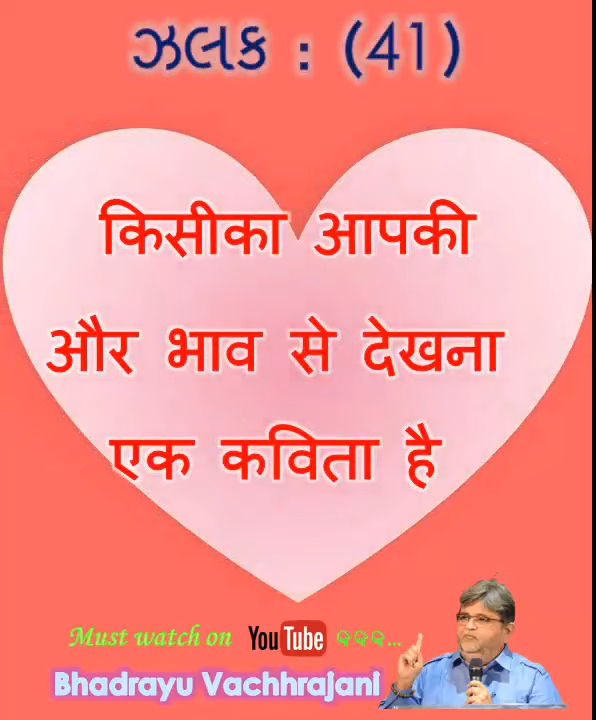 ઝલક : (41)
किसीका आपकी
और भाव से देखना
एक कविता है
Must watch on YouTube
Bhadrayu Vachhrajani